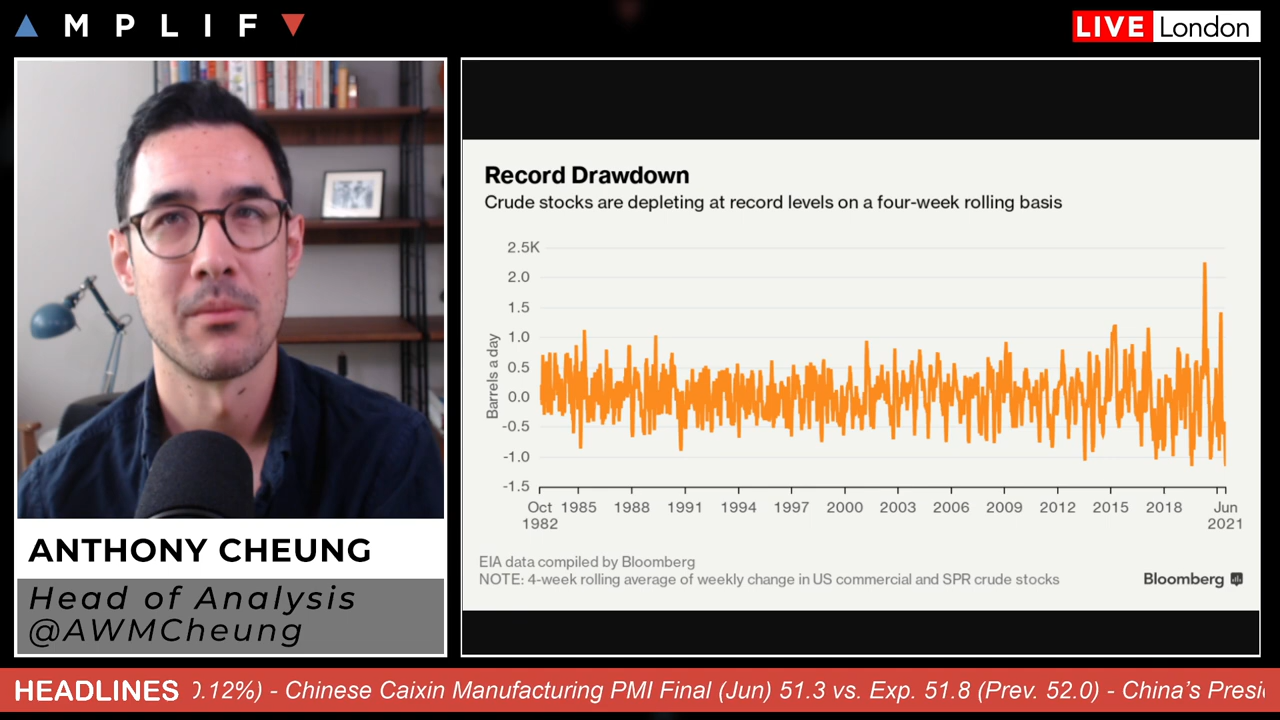 MPLIF
LIVE London
Record Drawdown
Crude stocks are depleting at record levels on a four-week rolling basis
2.5K
2.0
1.5
1.0
0.5
0.0
-0.5
-1.0
-1.5
Barrels a day
Oct 1985 1988 1991 1994 1997 2000 2003 2006 2009 2012 2015 2018 Jun
1982 2021
EIA data compiled by Bloomberg
NOTE: 4-week rolling average of weekly change in US commercial and SPR crude stocks
Bloomberg
ANTHONY CHEUNG
Head of Analysis
@AWMCheung
HEADLINES 0.12%) - Chinese Caixin Manufacturing PMI Final (Jun) 51.3 vs. Exp. 51.8 (Prev. 52.0) - China’s Presi